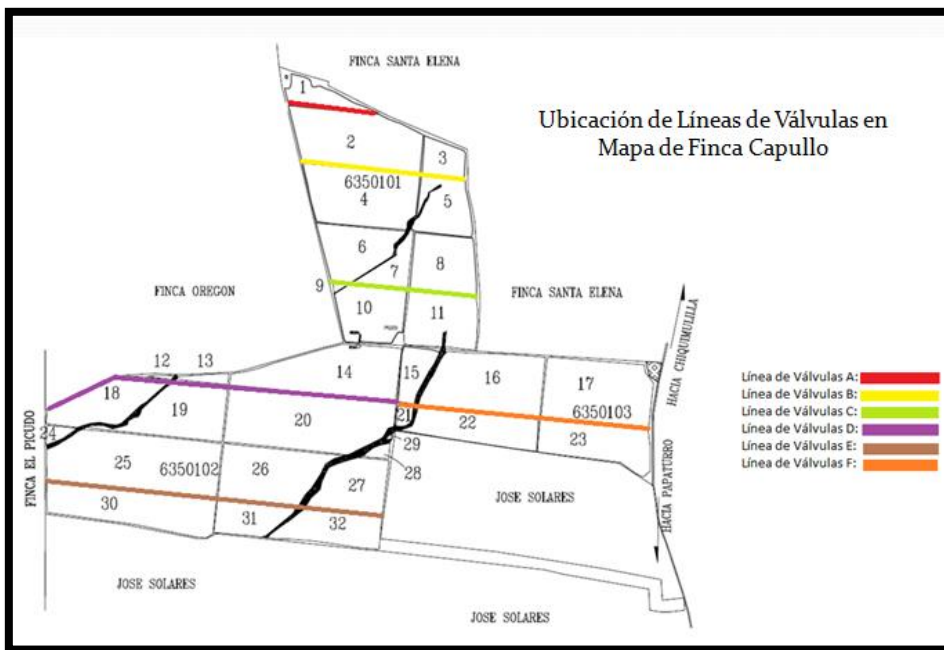 FINCA SANTA ELENA
Ubicación de Líneas de Válvulas en
Mapa de Finca Capullo
1
2
3
6350101
4
5
6
7
8
9
FINCA OREGON
FINCA SANTA ELENA
10
11
HACIA CHIQUIMULILLA
12
13
14
15
16
17
18
19
20
21
22
6350103
23
24
FINCA EL PICUDO
25
6350102
26
27
29
28
HACIA PAPATURRO
JOSE SOLARES
30
31
32
JOSE SOLARES
JOSE SOLARES
Línea de Válvulas A:
Línea de Válvulas B:
Línea de Válvulas C:
Línea de Válvulas D:
Línea de Válvulas E:
Línea de Válvulas F: